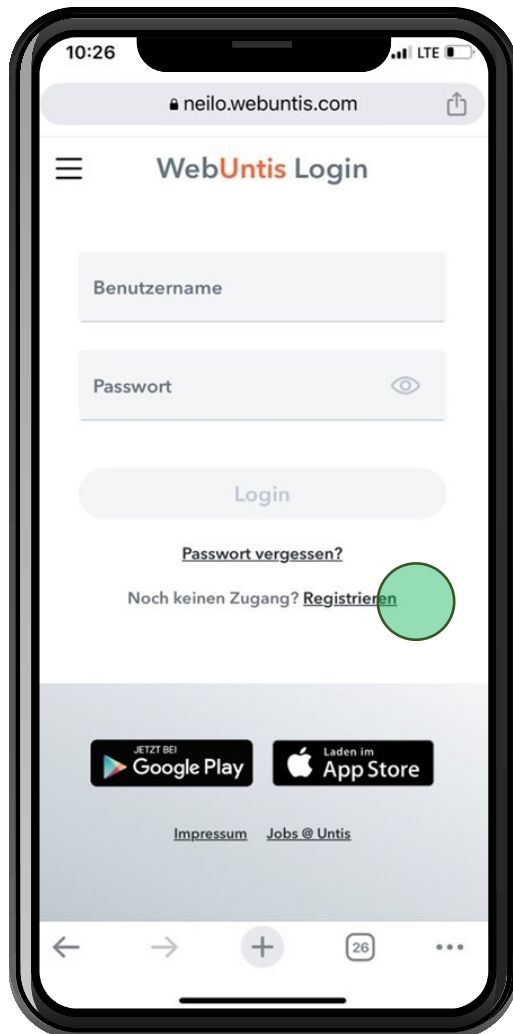 10:26 LTE
neilo.webuntis.com
WebUntis Login
Benutzername
Passwort
Login
Passwort vergessen?
Noch keinen Zugang? Registrieren
JETZT BEI
Google Play
Laden im
App Store
Impressum Jobs @ Untis
26